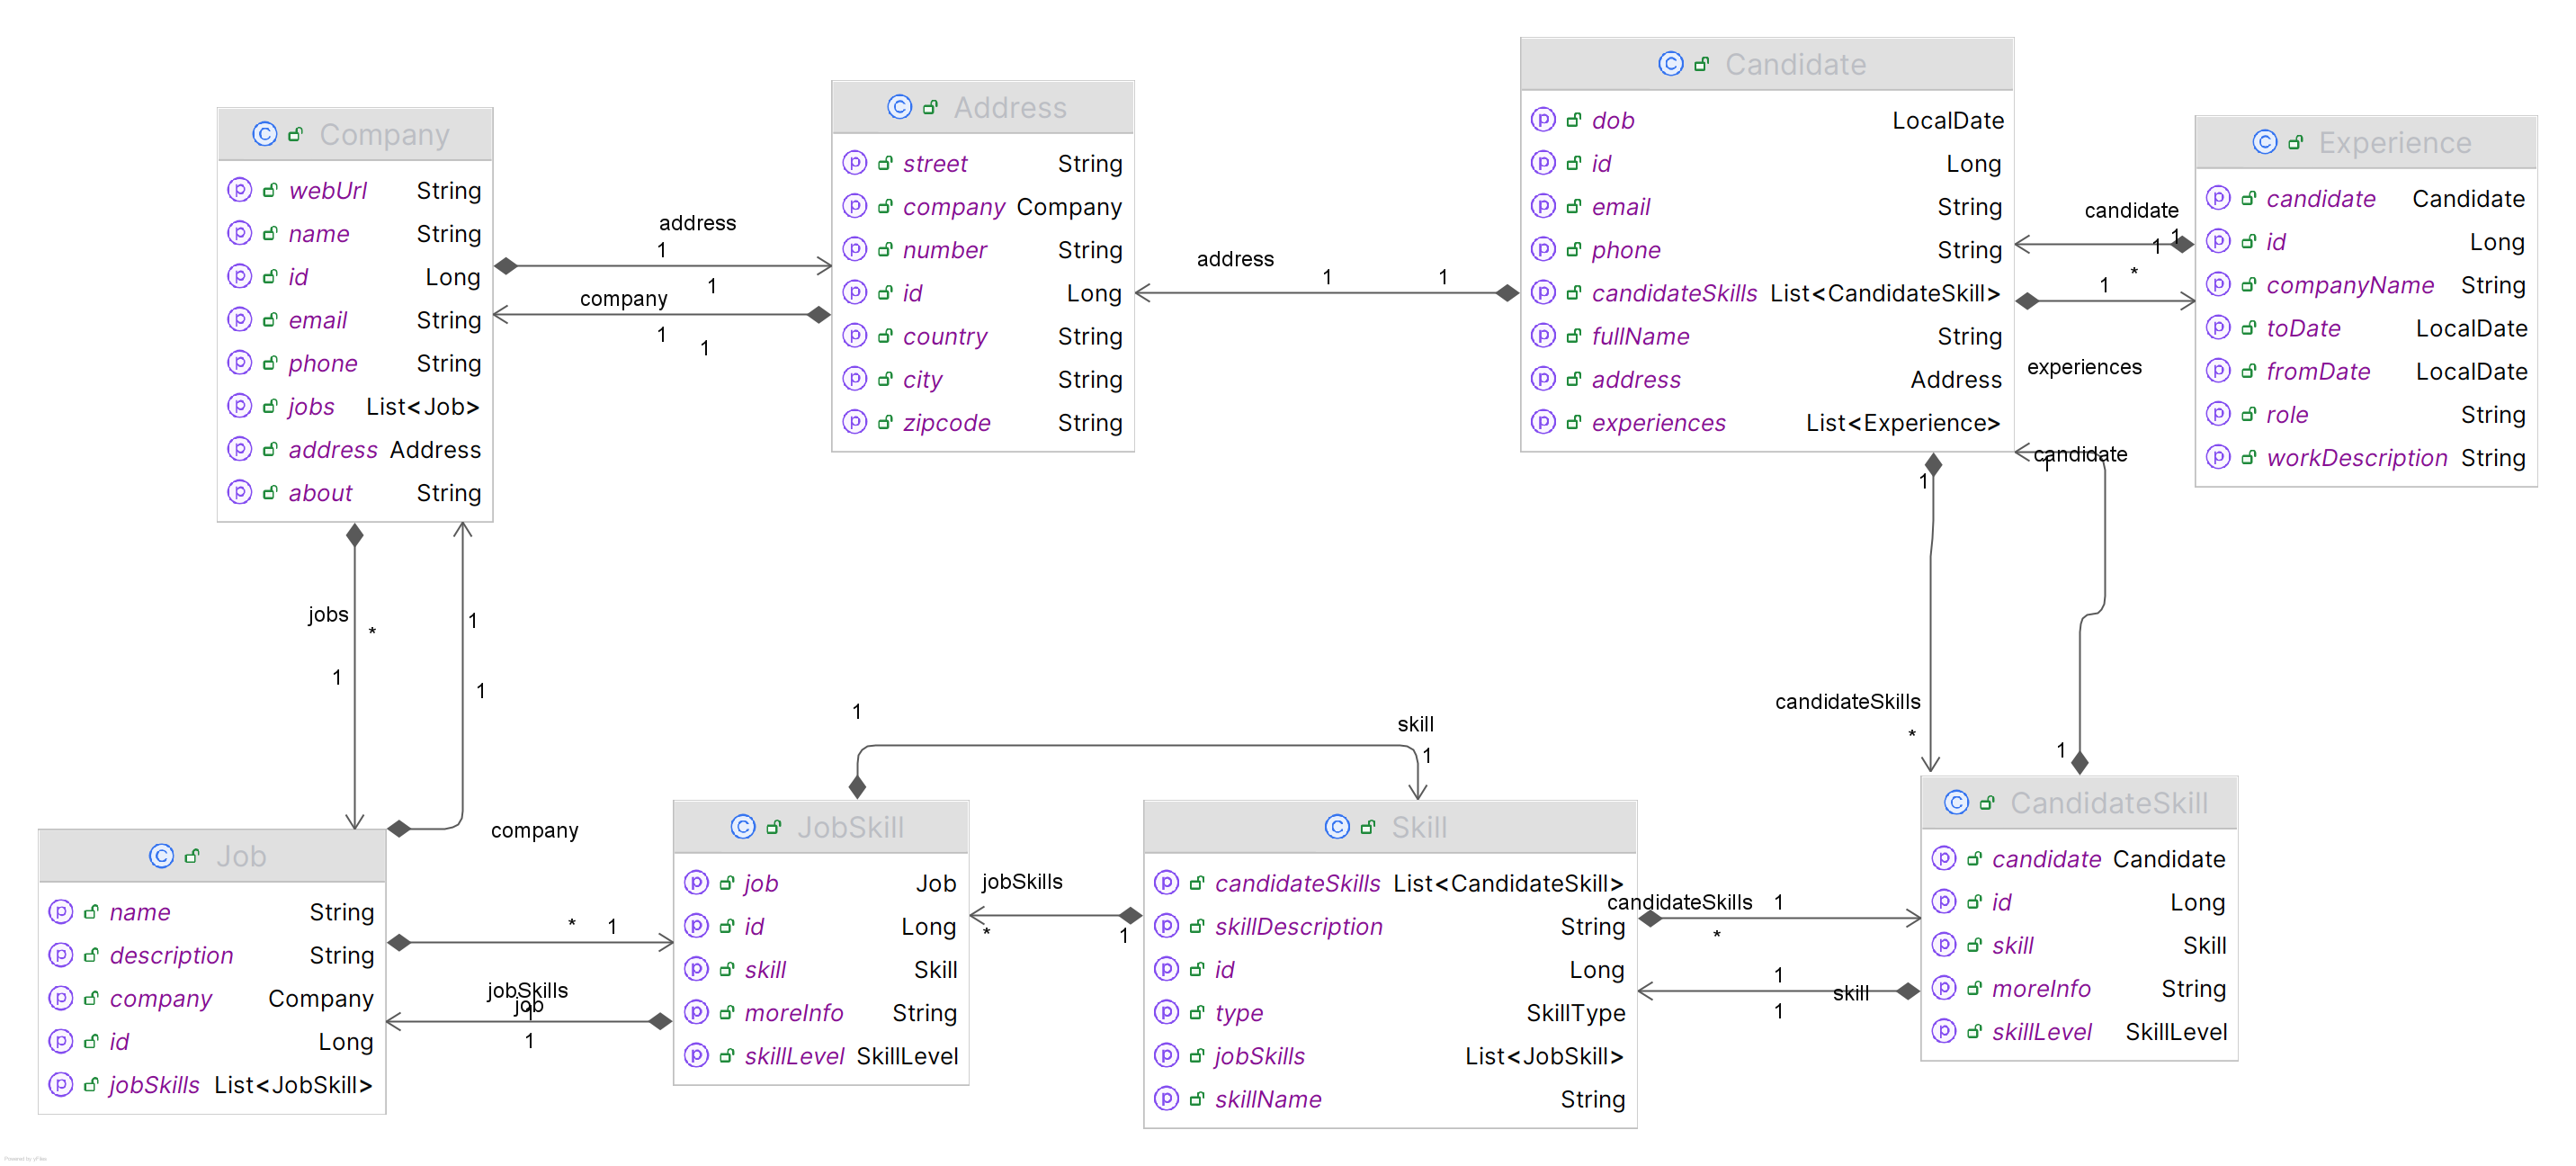 Company
webUrl String
name String
id Long
email String
phone String
jobs List<Job>
address Address
about String
address
1
1
company
1
1
Address
street String
company Company
number String
id Long
country String
city String
zipcode String
address
1
1
Candidate
dob LocalDate
id Long
email String
phone String
candidateSkills List<CandidateSkill>
fullName String
address Address
experiences List<Experience>
candidate
1
1
1
*
experiences
Experience
candidate Candidate
id Long
companyName String
toDate LocalDate
fromDate LocalDate
role String
workDescription String
candidate
1
1
jobs
*
1
1
1
company
1
skill
1
candidateSkills
*
1
Job
name String
description String
company Company
id Long
jobSkills List<JobSkill>
*
1
jobSkills
job
1
1
JobSkill
job Job
id Long
skill Skill
moreInfo String
skillLevel SkillLevel
jobSkills
*
1
Skill
candidateSkills List<CandidateSkill>
skillDescription String
id Long
type SkillType
jobSkills List<JobSkill>
skillName String
candidateSkills
1
*
1
skill
1
CandidateSkill
candidate Candidate
id Long
skill Skill
moreInfo String
skillLevel SkillLevel
Powered by yFiles